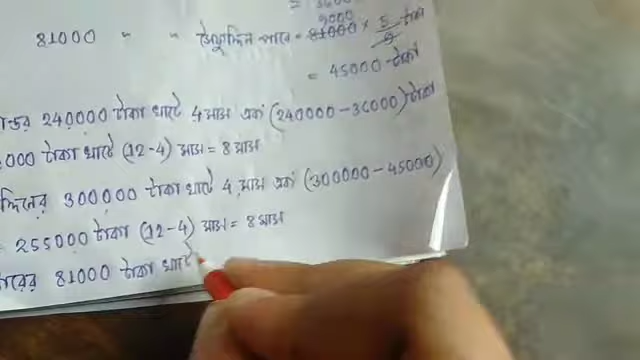 81000 " " পাবে = 81000 × 5/9 টাকা
9000
= 45000 টাকা
240000 টাকা খাটে 4 মাস এবং (240000-36000) টাকা
000 টাকা খাটে (12-4) মাস = 8 মাস
দ্দিনের 300000 টাকা খাটে 4 মাস এবং (300000-45000)
= 255000 টাকা (12-4) মাস = 8 মাস
রের 81000 টাকা খাটে